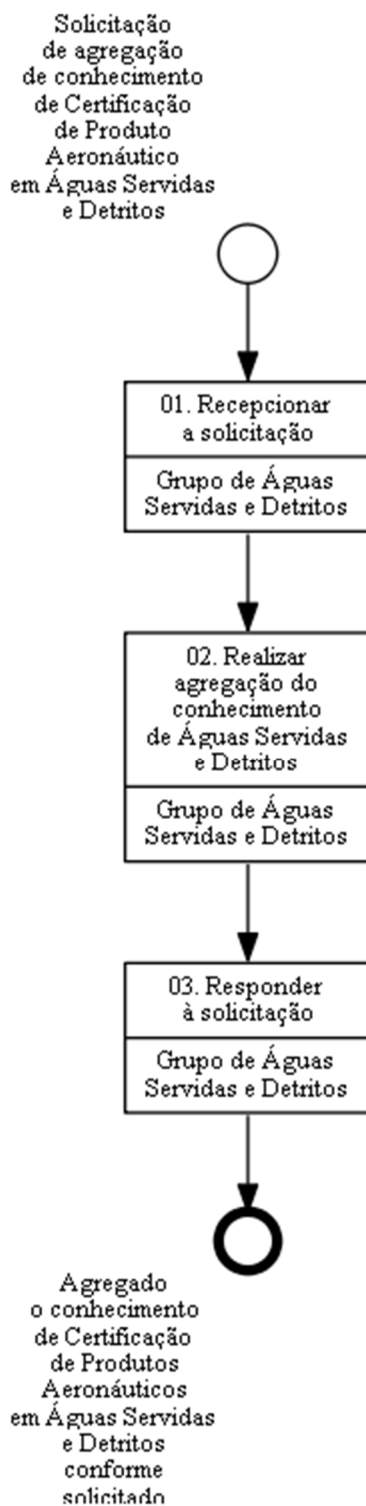 Solicitação
de agregação
de conhecimento
de Certificação
de Produto
Aeronáutico
em Águas Servidas
e Detritos
01. Recepcionar
a solicitação
Grupo de Águas
Servidas e Detritos
02. Realizar
agregação do
conhecimento
de Águas Servidas
e Detritos
Grupo de Águas
Servidas e Detritos
03. Responder
à solicitação
Grupo de Águas
Servidas e Detritos
Agregado
o conhecimento
de Certificação
de Produtos
Aeronáuticos
em Águas Servidas
e Detritos
conforme
solicitado